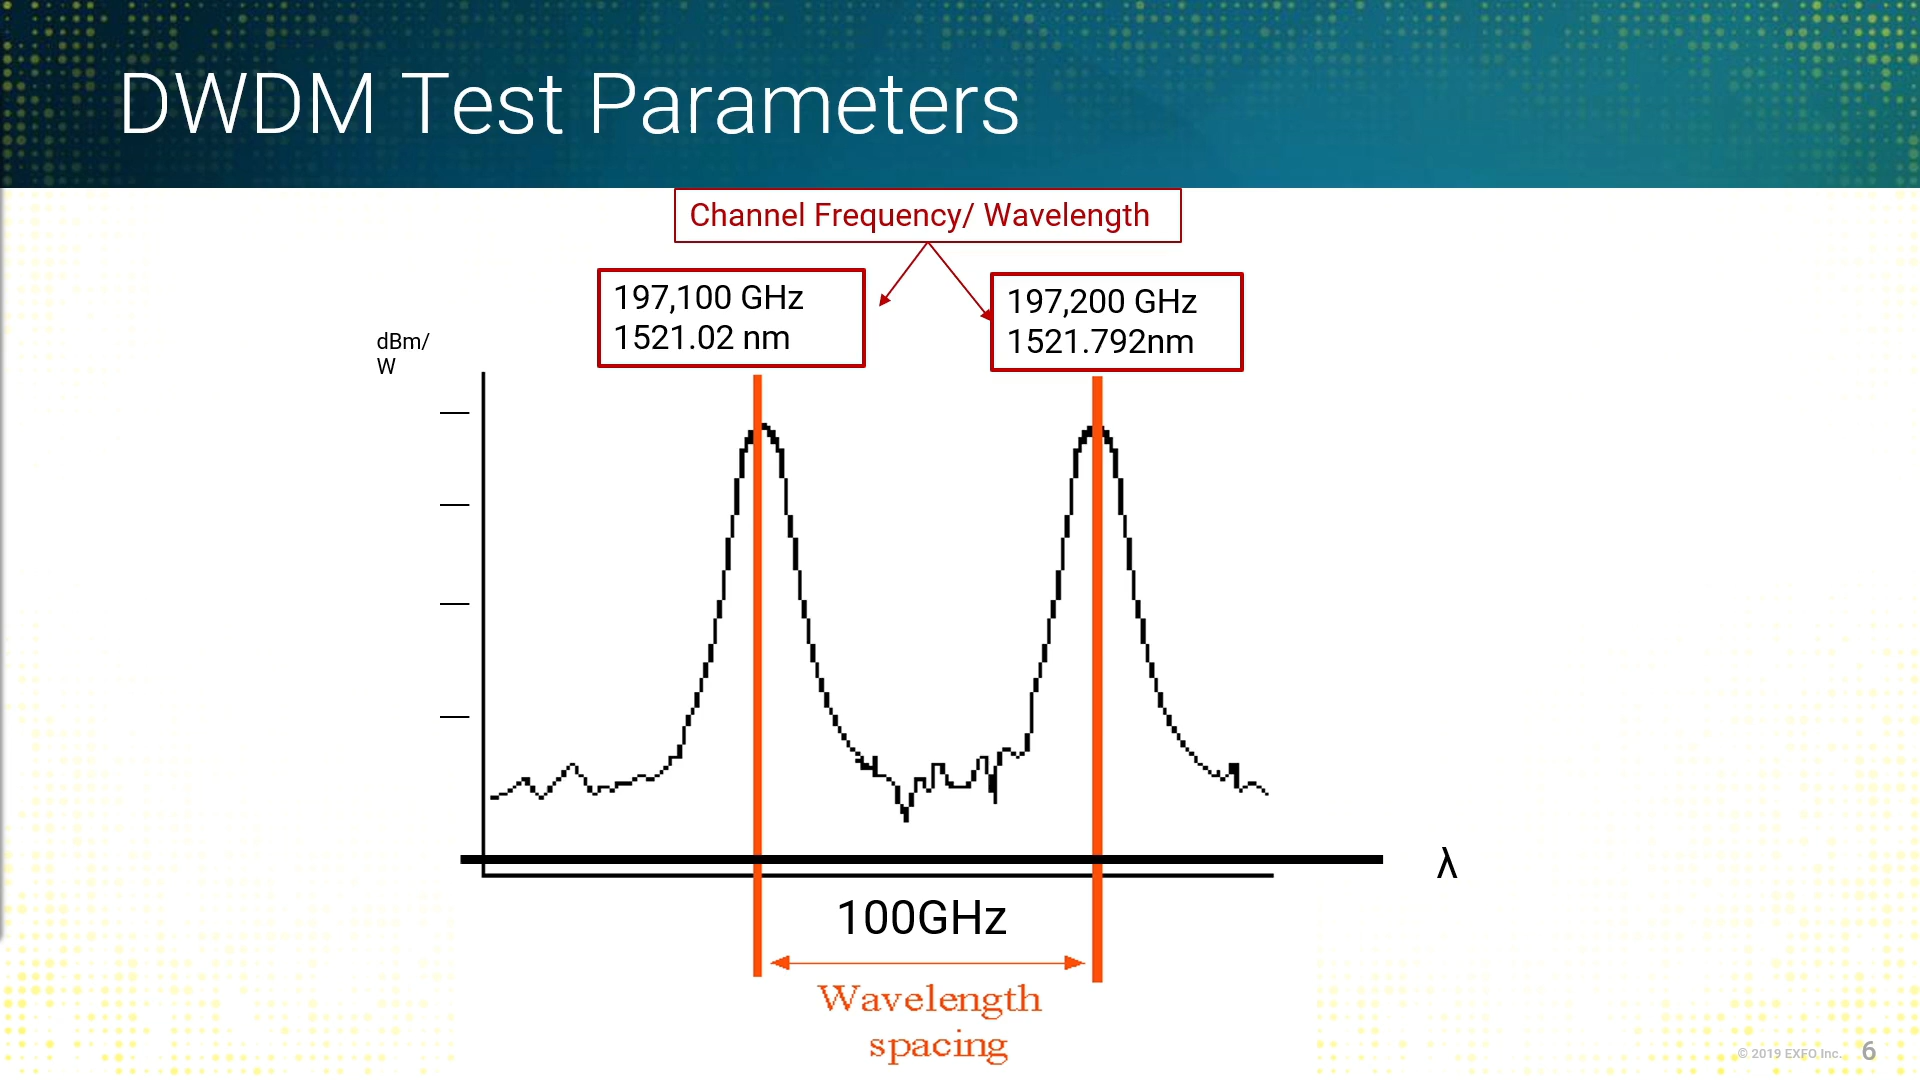 DWDM Test Parameters
Channel Frequency/ Wavelength
197,100 GHz
1521.02 nm
197,200 GHz
1521.792nm
dBm/
W
λ
100GHz
Wavelength
spacing
© 2019 EXFO Inc. 6